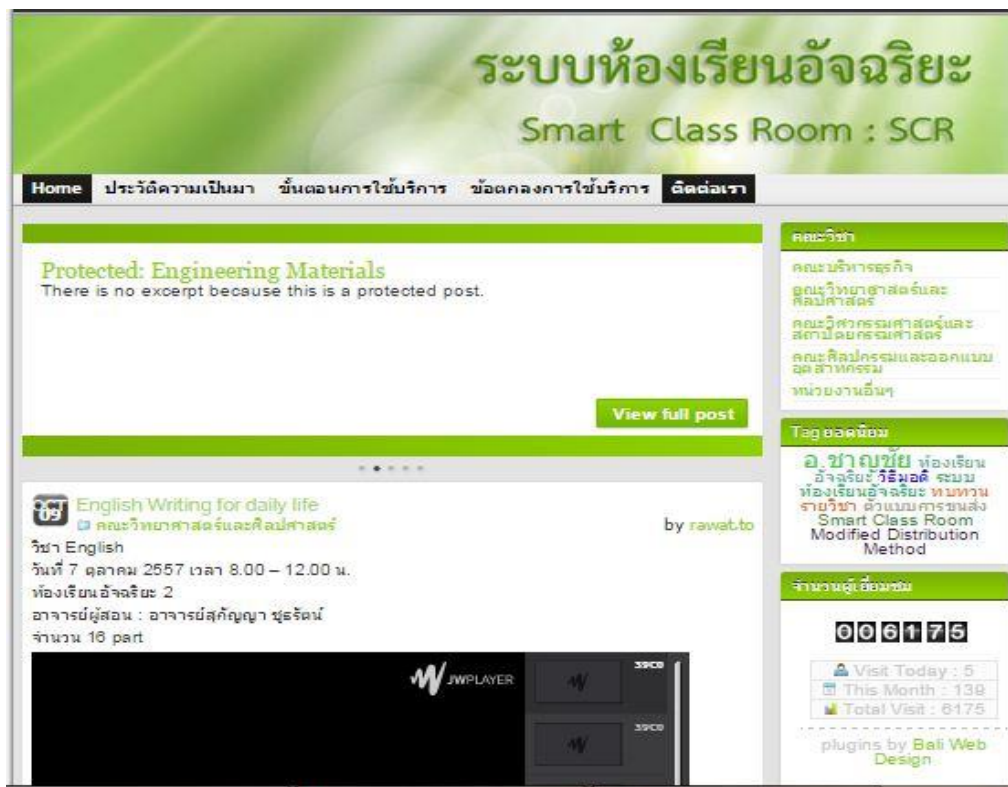 ระบบห้องเรียนอัจฉริยะ
Smart Class Room : SCR
Home ประวัติความเป็นมา ขั้นตอนการใช้บริการ ข้อตกลงการใช้บริการ ติดต่อเรา
Protected: Engineering Materials
There is no excerpt because this is a protected post.
View full post
OCT
09
English Writing for daily life
คณะวิทยาศาสตร์และศิลปศาสตร์
by rawat.to
วิชา English
วันที่ 7 ตุลาคม 2557 เวลา 8.00 – 12.00 น.
ห้องเรียนอัจฉริยะ 2
อาจารย์ผู้สอน : อาจารย์สุกัญญา ชูธรัตน์
จำนวน 16 part
JWPLAYER
คณะวิชา
คณะบริหารธุรกิจ
คณะวิทยาศาสตร์และ
ศิลปศาสตร์
คณะวิศวกรรมศาสตร์และ
สถาปัตยกรรมศาสตร์
คณะศิลปกรรมและออกแบบ
อุตสาหกรรม
หน่วยงานอื่นๆ
Tag ยอดนิยม
อ.ชาญชัย ห้องเรียน
อัจฉริยะ วิธีมอดิ ระบบ
ห้องเรียนอัจฉริยะ ทบทวน
รายวิชา ตัวแบบการขนส่ง
Smart Class Room
Modified Distribution
Method
จำนวนผู้เยี่ยมชม
006175
Visit Today : 5
This Month : 139
Total Visit : 6175
plugins by Bali Web
Design